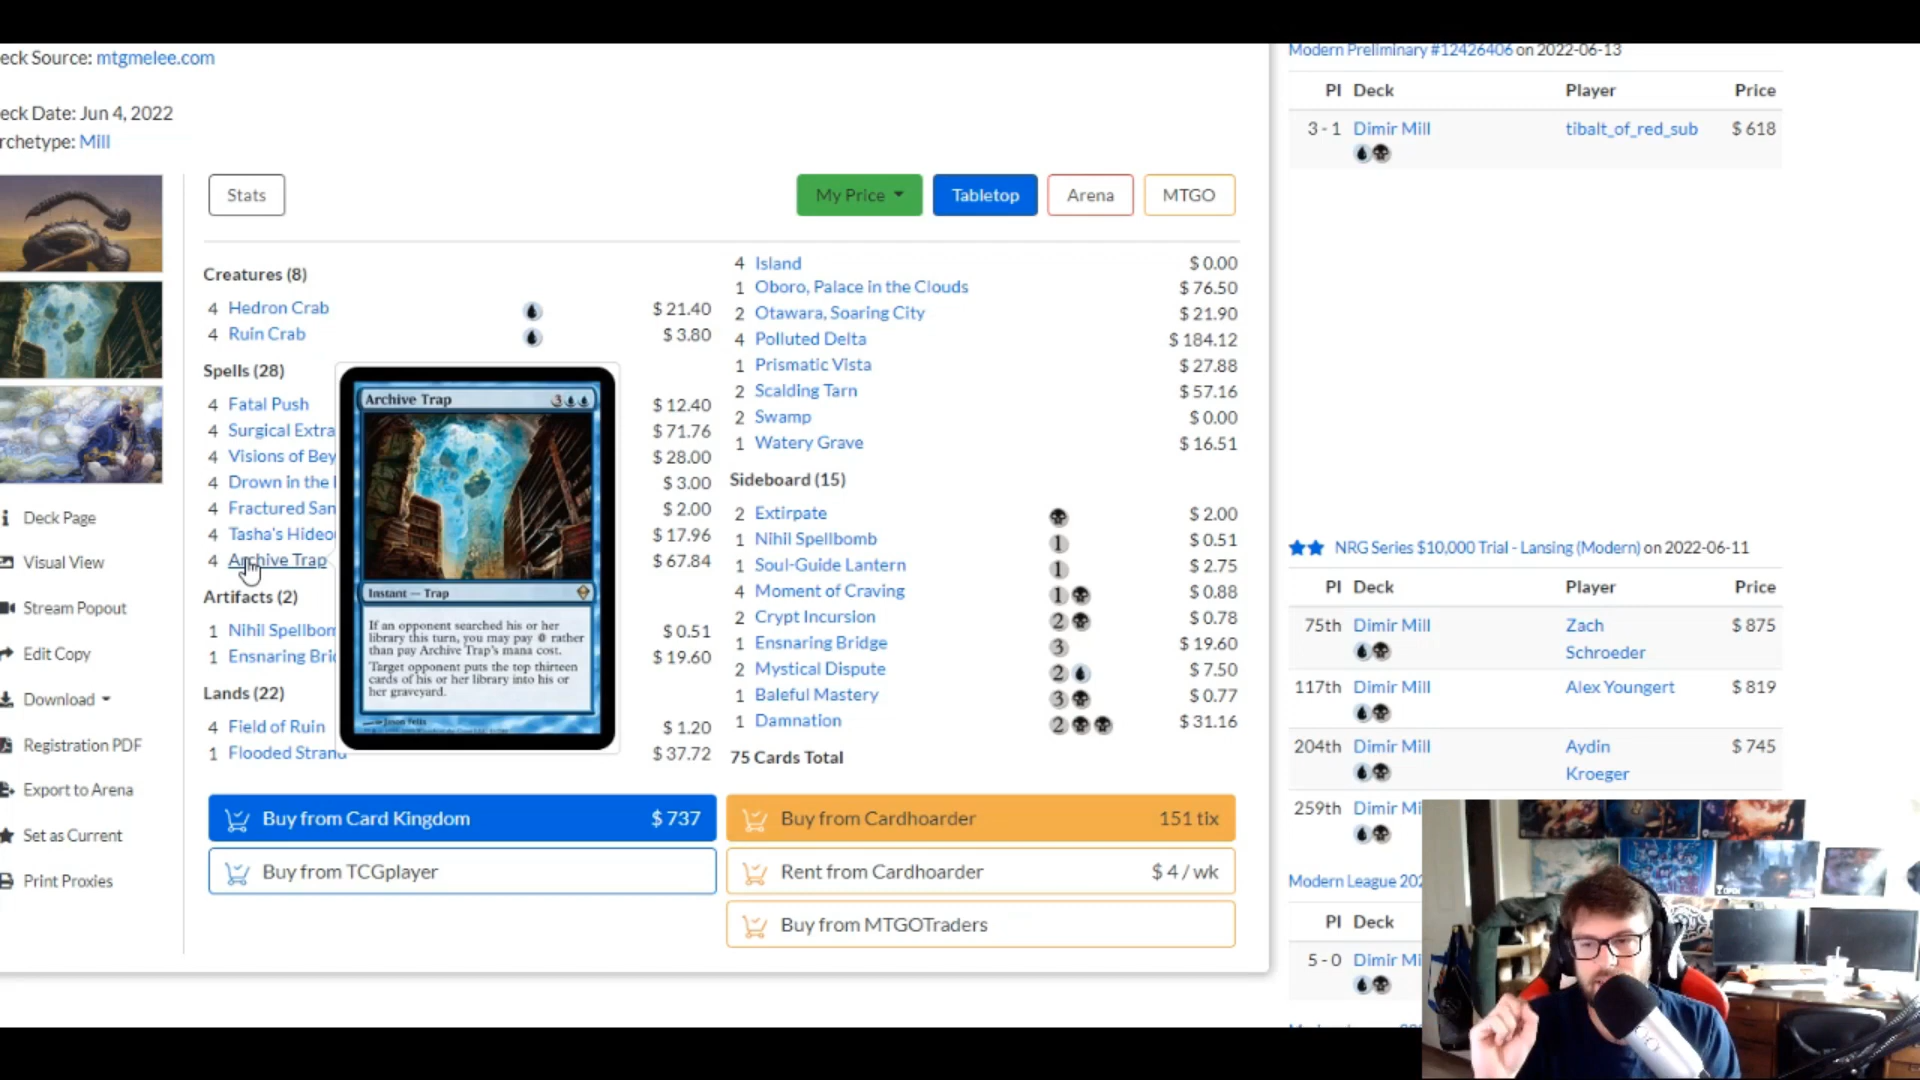 eck Source: mtgmelee.com
eck Date: Jun 4, 2022
rchetype: Mill
Stats
My Price
Tabletop
Arena
MTGO
Creatures (8)
4 Hedron Crab $ 21.40
4 Ruin Crab $ 3.80
Spells (28)
4 Fatal Push $ 12.40
4 Surgical Extra $ 71.76
4 Visions of Bey $ 28.00
4 Drown in the $ 3.00
4 Fractured San $ 2.00
4 Tasha's Hideo $ 17.96
4 Archive Trap $ 67.84
Artifacts (2)
1 Nihil Spellbom $ 0.51
1 Ensnaring Bri $ 19.60
Lands (22)
4 Field of Ruin $ 1.20
1 Flooded Strand $ 37.72
Archive Trap 3
Instant — Trap
If an opponent searched his or her
library this turn, you may pay 0 rather
than pay Archive Trap's mana cost.
Target opponent puts the top thirteen
cards of his or her library into his or
her graveyard.
Jason Felix
4 Island $ 0.00
1 Oboro, Palace in the Clouds $ 76.50
2 Otawara, Soaring City $ 21.90
4 Polluted Delta $ 184.12
1 Prismatic Vista $ 27.88
2 Scalding Tarn $ 57.16
2 Swamp $ 0.00
1 Watery Grave $ 16.51
Sideboard (15)
2 Extirpate $ 2.00
1 Nihil Spellbomb 1 $ 0.51
1 Soul-Guide Lantern 1 $ 2.75
4 Moment of Craving 1 $ 0.88
2 Crypt Incursion 2 $ 0.78
1 Ensnaring Bridge 3 $ 19.60
2 Mystical Dispute 2 $ 7.50
1 Baleful Mastery 3 $ 0.77
1 Damnation 2 $ 31.16
75 Cards Total
Buy from Card Kingdom $ 737
Buy from TCGplayer
Buy from Cardhoarder 151 tix
Rent from Cardhoarder $ 4 / wk
Buy from MTGOTraders
Deck Page
Visual View
Stream Popout
Edit Copy
Download
Registration PDF
Export to Arena
Set as Current
Print Proxies
Modern Preliminary #12426406 on 2022-06-13
Pl Deck Player Price
3 - 1 Dimir Mill tibalt_of_red_sub $ 618
NRG Series $10,000 Trial - Lansing (Modern) on 2022-06-11
Pl Deck Player Price
75th Dimir Mill Zach Schroeder $ 875
117th Dimir Mill Alex Youngert $ 819
204th Dimir Mill Aydin Kroeger $ 745
259th Dimir Mi
Modern League 202
Pl Deck
5 - 0 Dimir Mi